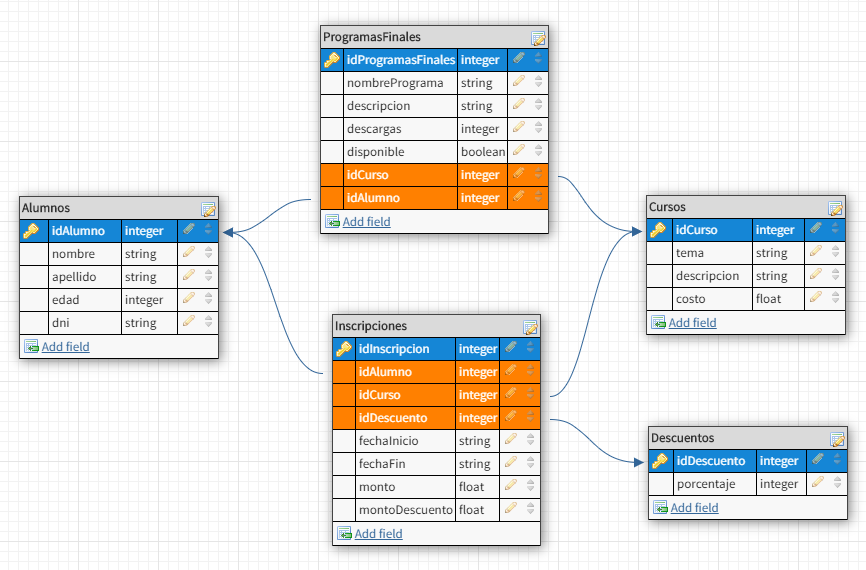 ProgramasFinales
idProgramasFinales integer
nombrePrograma string
descripcion string
descargas integer
disponible boolean
idCurso integer
idAlumno integer
Add field
Alumnos
idAlumno integer
nombre string
apellido string
edad integer
dni string
Add field
Cursos
idCurso integer
tema string
descripcion string
costo float
Add field
Inscripciones
idInscripcion integer
idAlumno integer
idCurso integer
idDescuento integer
fechaInicio string
fechaFin string
monto float
montoDescuento float
Add field
Descuentos
idDescuento integer
porcentaje integer
Add field